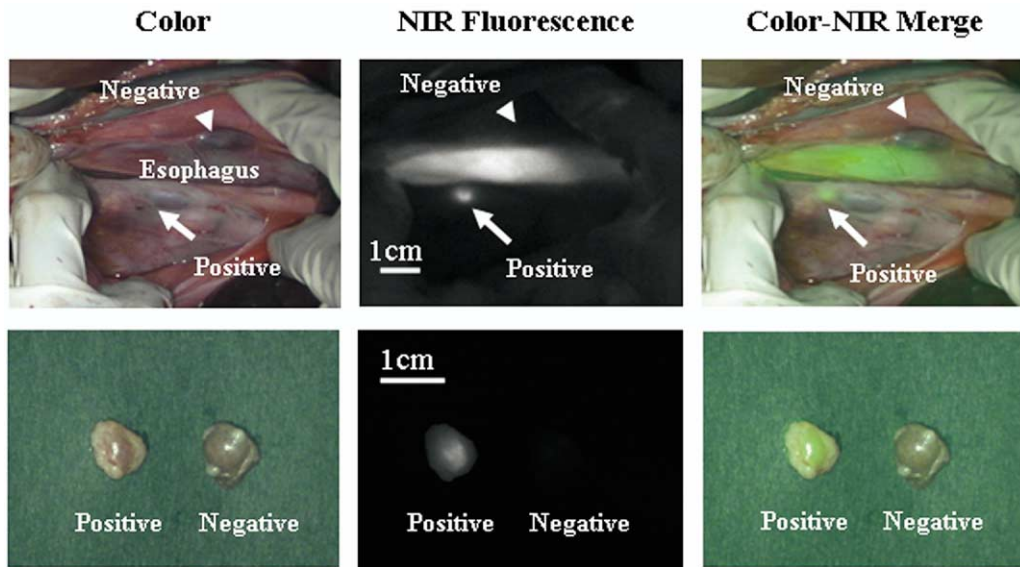 Color
NIR Fluorescence
Color-NIR Merge
Negative
Esophagus
Positive
Negative
Positive
1cm
Negative
Positive
Positive
Negative
1cm
Positive
Negative
Positive
Negative